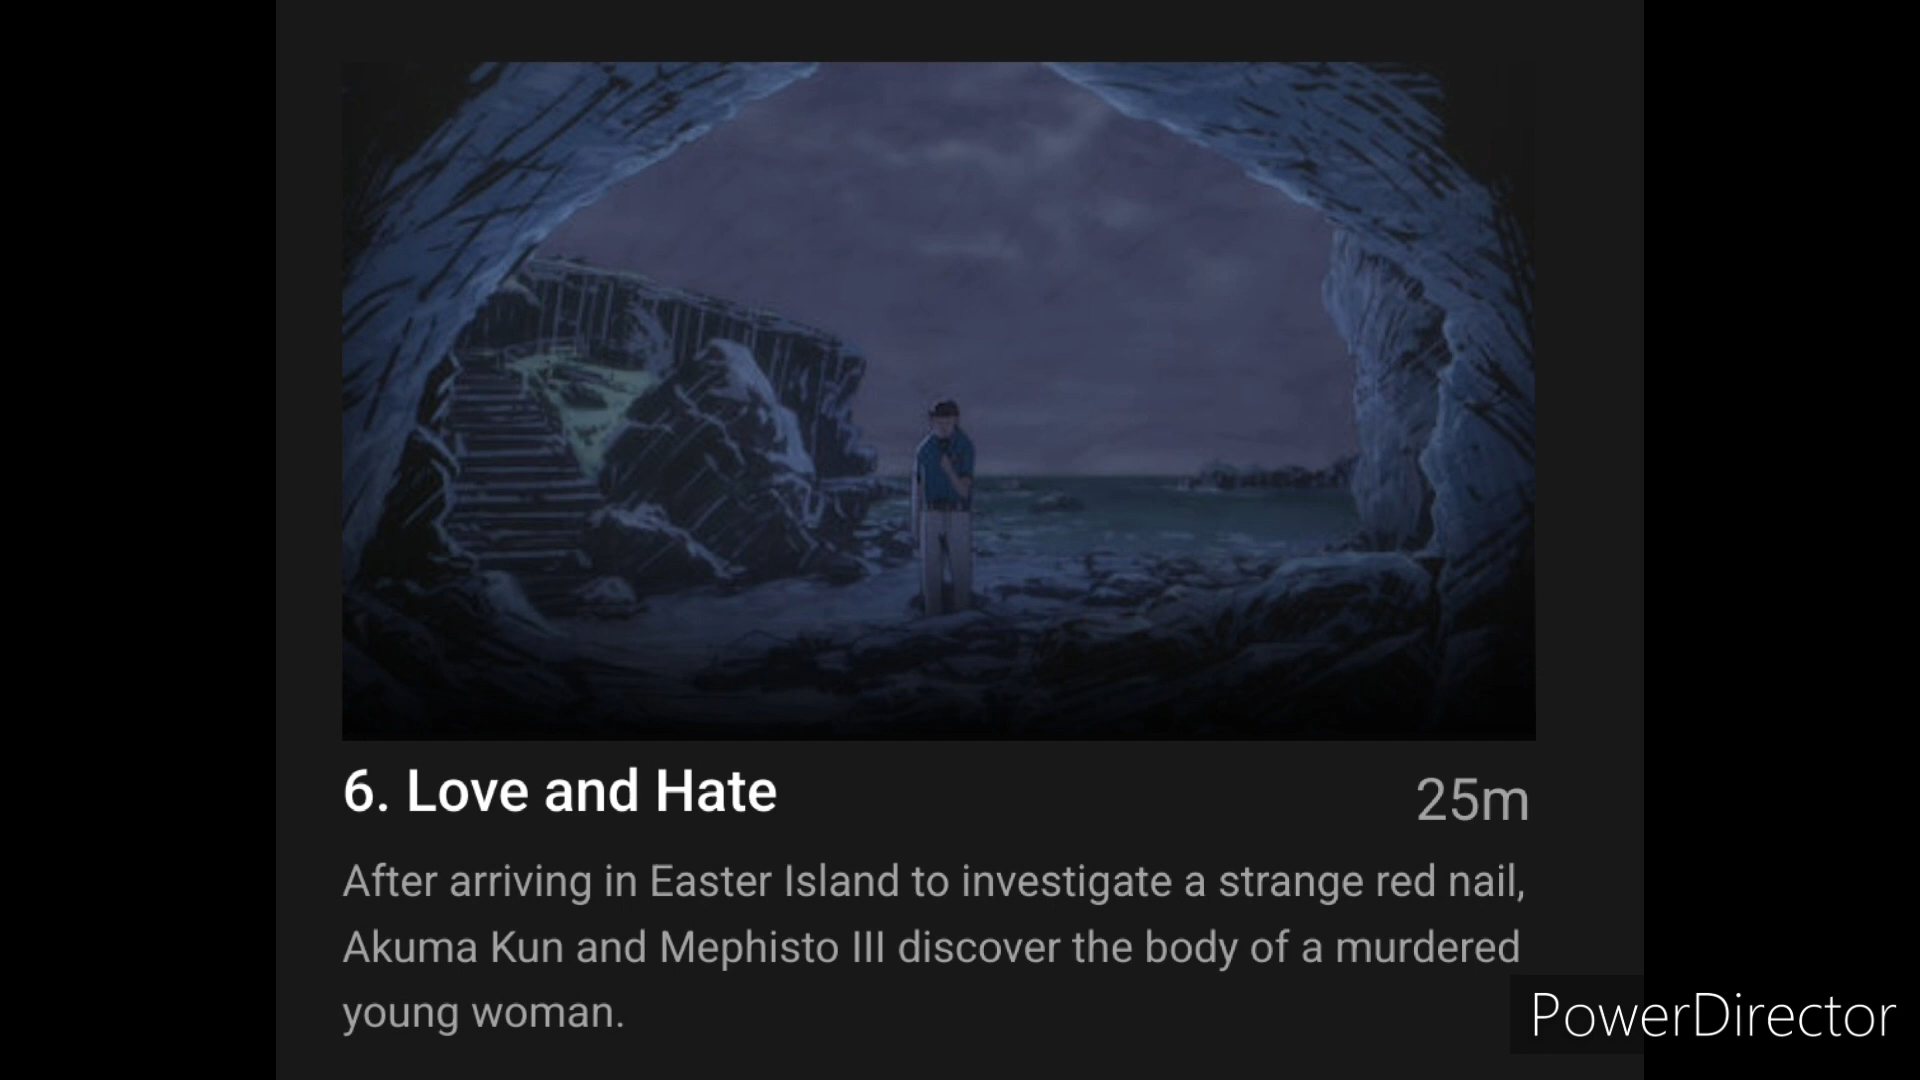 6. Love and Hate
25m
After arriving in Easter Island to investigate a strange red nail,
Akuma Kun and Mephisto III discover the body of a murdered
young woman.
PowerDirector